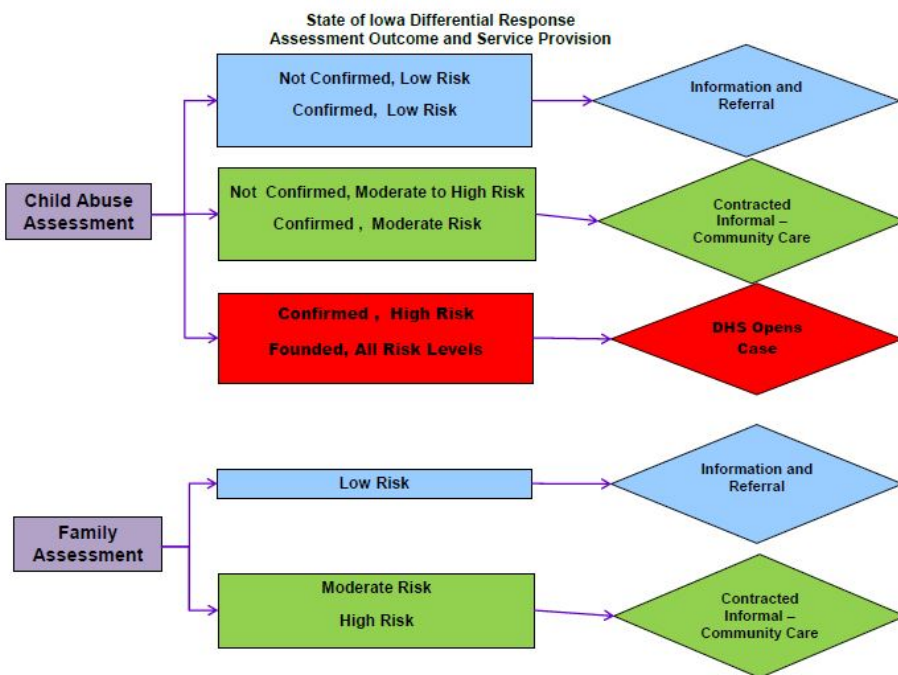 State of Iowa Differential Response
Assessment Outcome and Service Provision
Not Confirmed, Low Risk
Confirmed, Low Risk
Information and
Referral
Child Abuse
Assessment
Not Confirmed, Moderate to High Risk
Confirmed , Moderate Risk
Contracted
Informal –
Community Care
Confirmed , High Risk
Founded, All Risk Levels
DHS Opens
Case
Family
Assessment
Low Risk
Information and
Referral
Moderate Risk
High Risk
Contracted
Informal –
Community Care